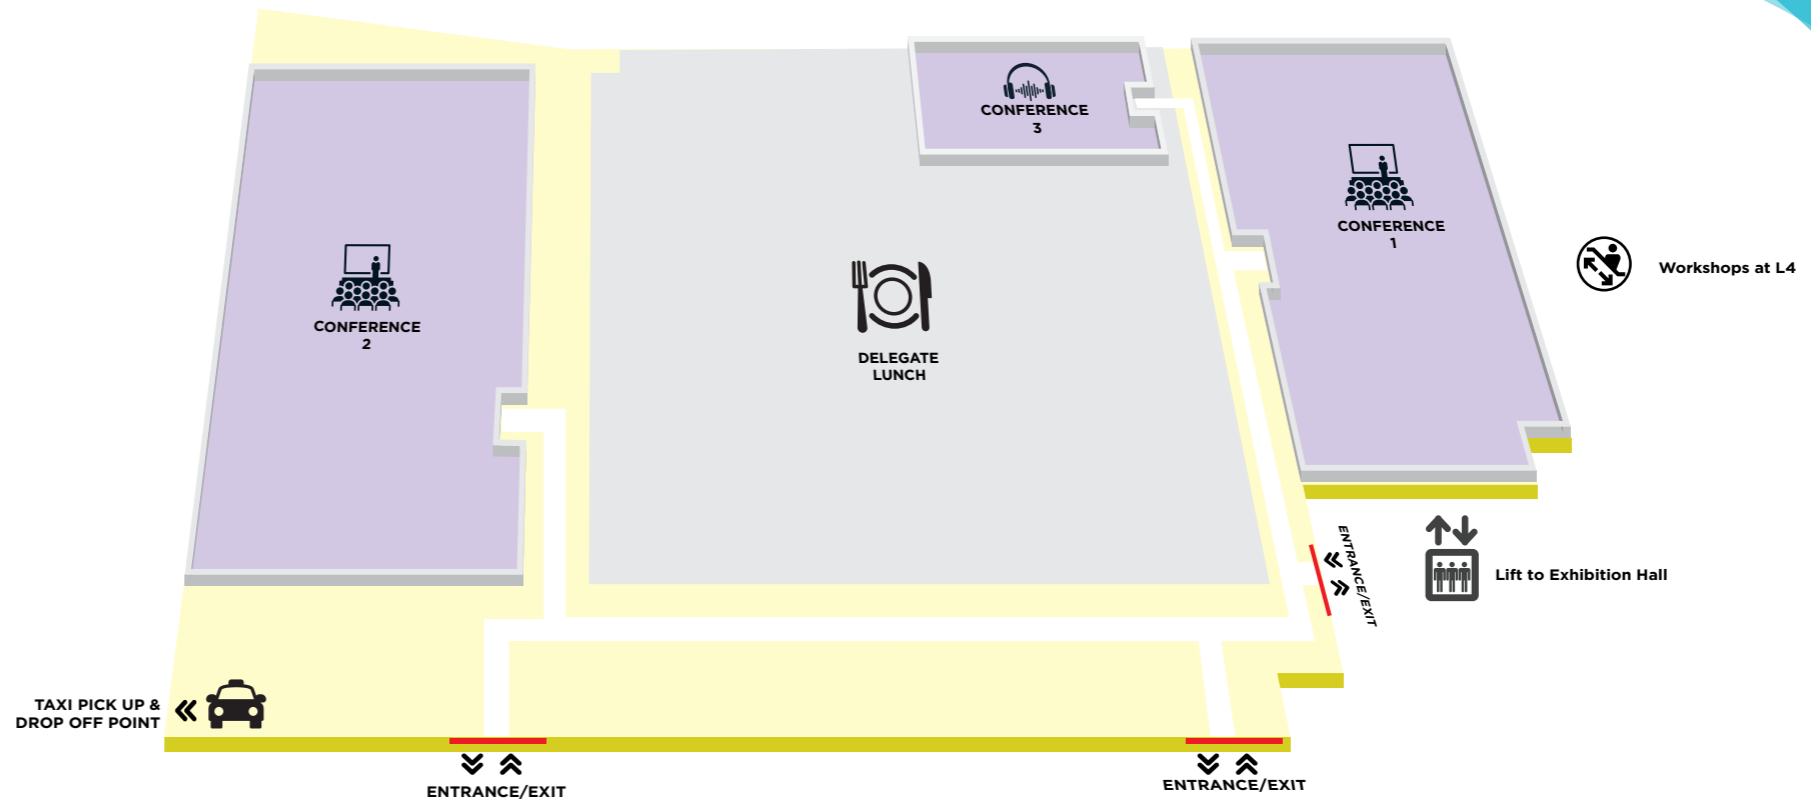 CONFERENCE
3
CONFERENCE
1
Workshops at L4
CONFERENCE
2
DELEGATE
LUNCH
ENTRANCE/EXIT
Lift to Exhibition Hall
TAXI PICK UP &
DROP OFF POINT
ENTRANCE/EXIT
ENTRANCE/EXIT